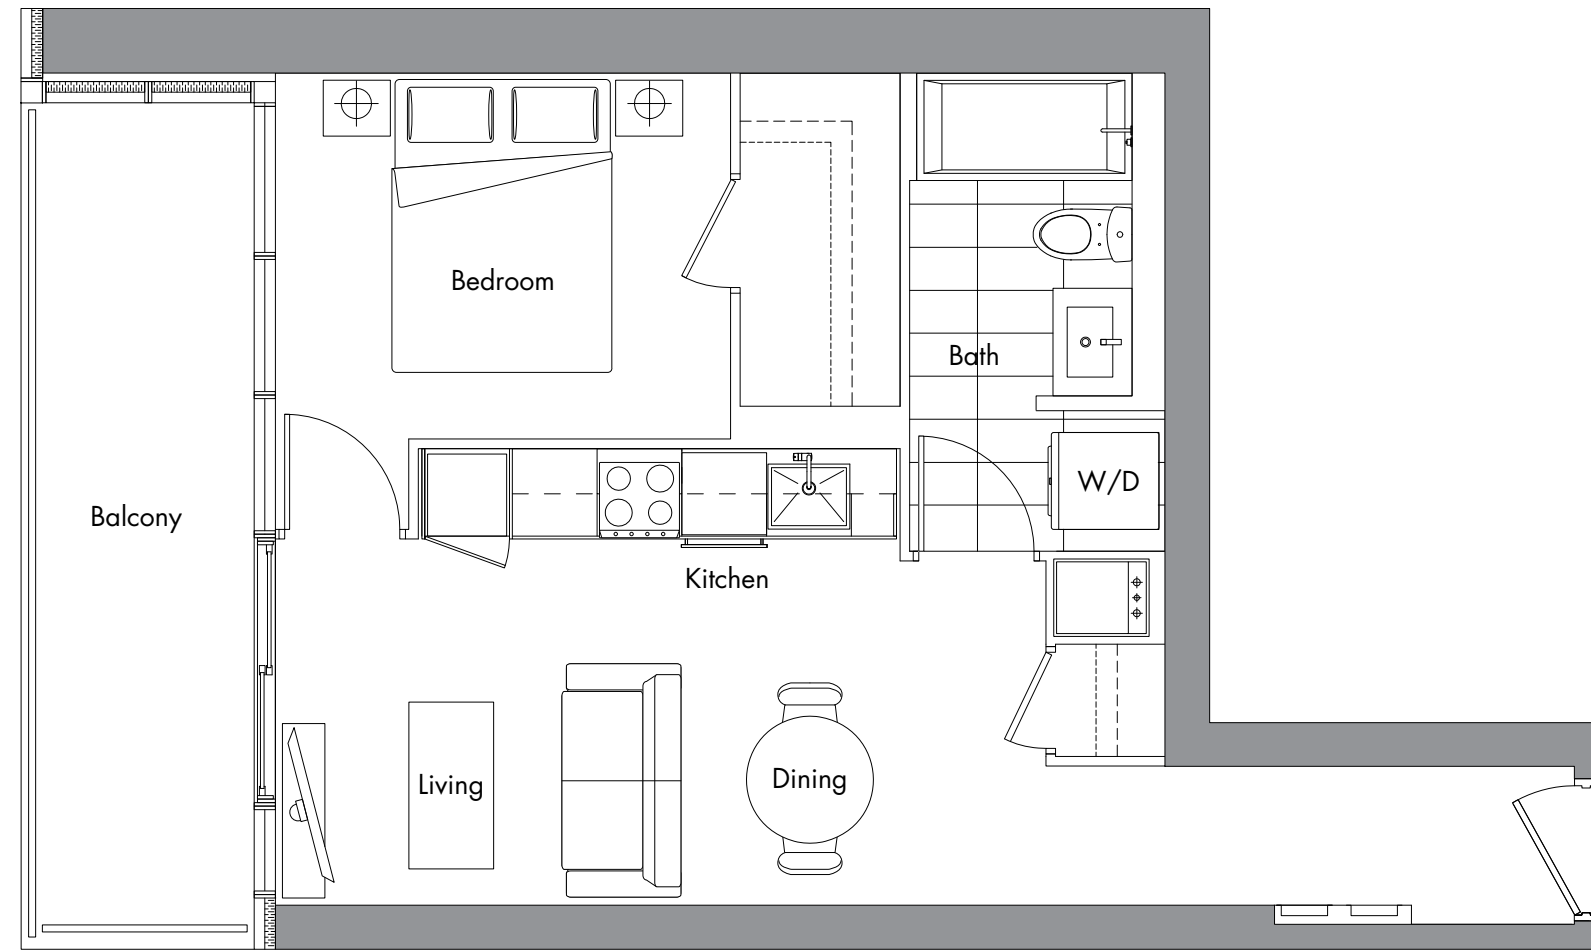 Bedroom
Bath
W/D
Balcony
Kitchen
Living
Dining